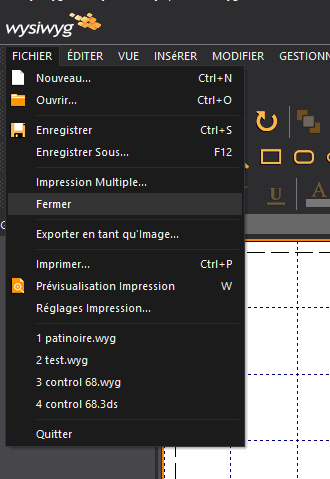 wysiwyg
FICHIER ÉDITER VUE INSéRER MODIFIER GESTIONN
Nouveau... Ctrl+N
Ouvrir... Ctrl+O
Enregistrer Ctrl+S
Enregistrer Sous... F12
Impression Multiple...
Fermer
Exporter en tant qu'Image...
Imprimer... Ctrl+P
Prévisualisation Impression W
Réglages Impression...
1 patinoire.wyg
2 test.wyg
3 control 68.wyg
4 control 68.3ds
Quitter
U A